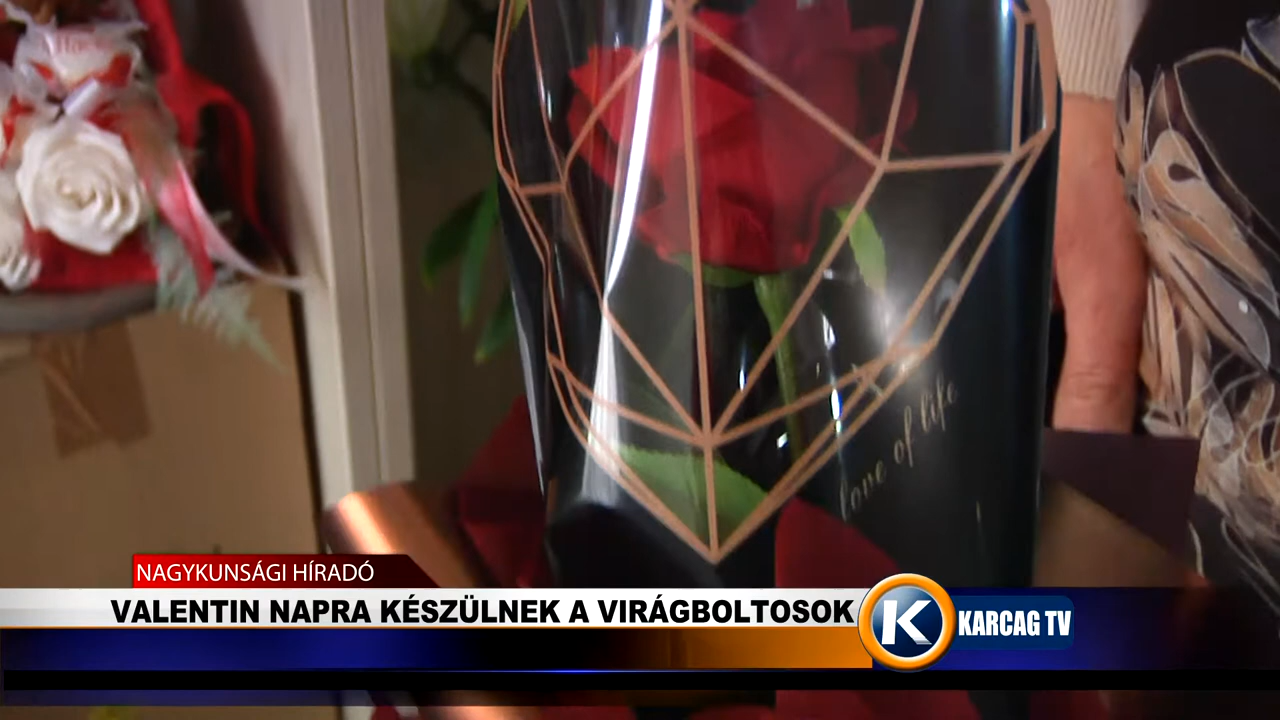 love of life
NAGYKUNSÁGI HÍRADÓ
VALENTIN NAPRA KÉSZÜLNEK A VIRÁGBOLTOSOK
K KARCAG TV